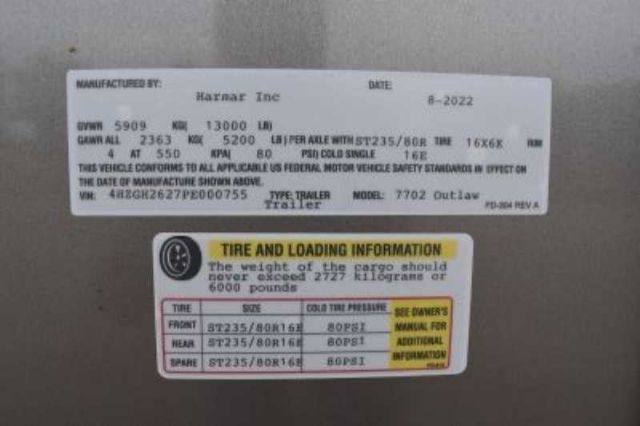 MANUFACTURED BY: DATE:
Harmar Inc 8-2022
GVWR 5909 KG( 13000 LB)
GAWR ALL 2363 KG( 5200 LB) PER AXLE WITH ST235/80R TIRE 16X6K RIM
4 AT 550 KPA( 80 PSI) COLD SINGLE 16E
THIS VEHICLE CONFORMS TO ALL APPLICABLE US FEDERAL MOTOR VEHICLE SAFETY STANDARDS IN EFFECT ON
THE DATE OF MANUFACTURE SHOWN ABOVE.
VIN: 4HZGH2627PE000755 TYPE: TRAILER MODEL: 7702 Outlaw
Trailer PD-204 REV A
TIRE AND LOADING INFORMATION
The weight of the cargo should
never exceed 2727 kilograms or
6000 pounds
TIRE SIZE COLD TIRE PRESSURE SEE OWNER'S
FRONT ST235/80R16E 80PSI MANUAL FOR
REAR ST235/80R16E 80PSI ADDITIONAL
SPARE ST235/80R16E 80PSI INFORMATION